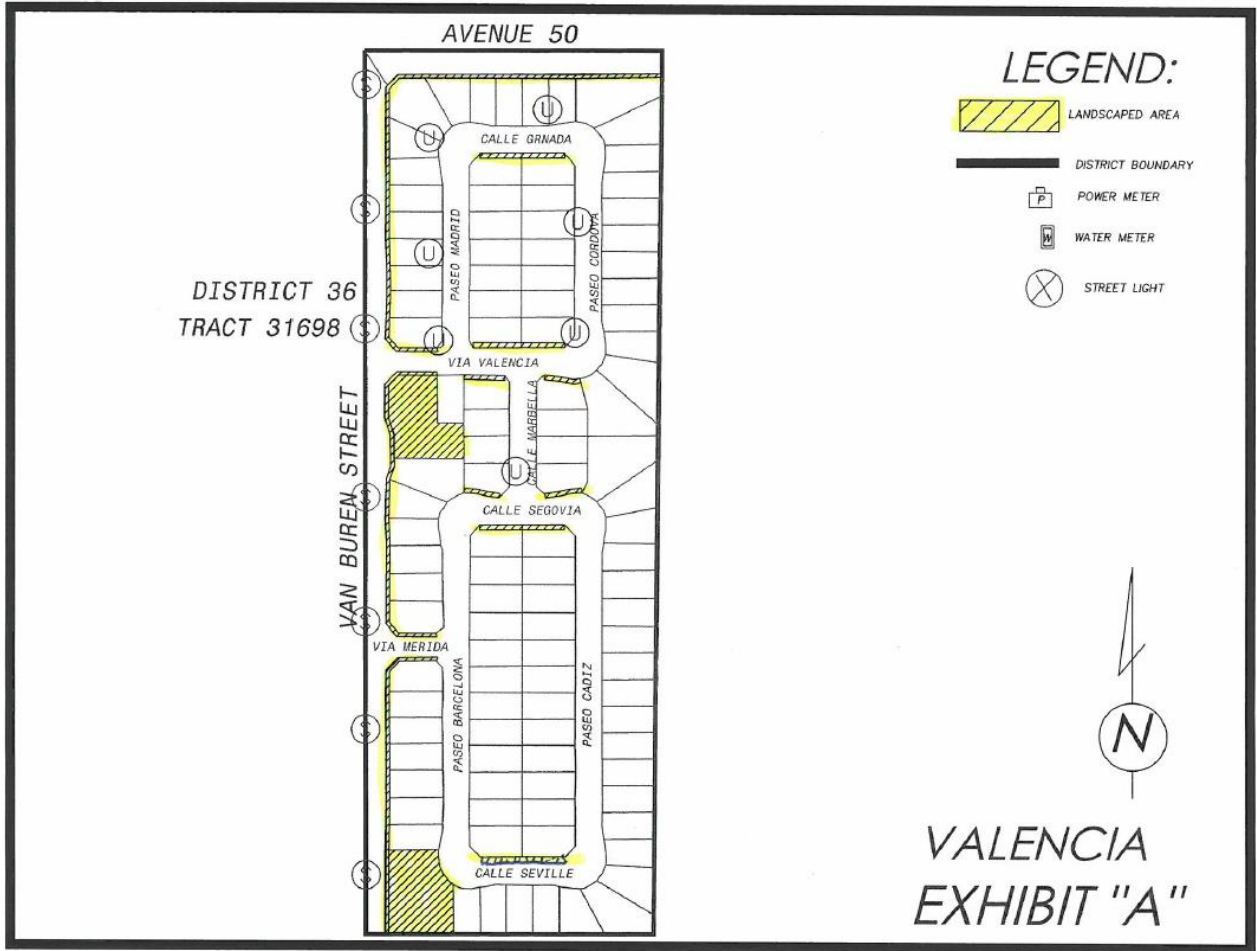 AVENUE 50
LEGEND:
LANDSCAPED AREA
DISTRICT BOUNDARY
P
POWER METER
W
WATER METER
STREET LIGHT
S
U
U
CALLE GRNADA
S
U
PASEO MADRID
PASEO CORDOVA
U
DISTRICT 36
TRACT 31698
S
U
U
VIA VALENCIA
CALLE MARBELLA
VAN BUREN STREET
U
S
CALLE SEGOVIA
S
VIA MERIDA
PASEO BARCELONA
PASEO CADIZ
S
N
CALLE SEVILLE
S
VALENCIA
EXHIBIT "A"